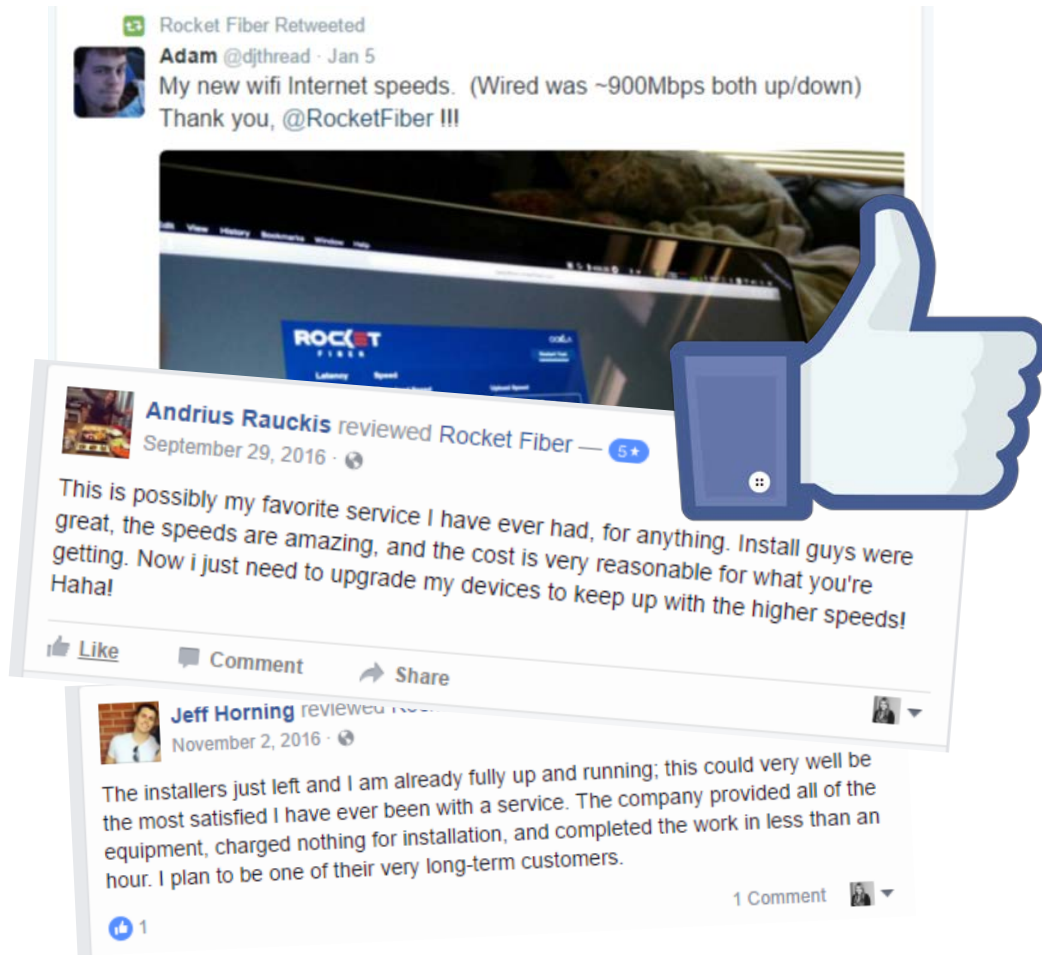 Rocket Fiber Retweeted
Adam @djthread · Jan 5
My new wifi Internet speeds. (Wired was ~900Mbps both up/down)
Thank you, @RocketFiber !!!
Edit View History Bookmarks Window Help
ROCKET
FIBER
Latency Speed
Upload Speed
Andrius Rauckis reviewed Rocket Fiber — 5★
September 29, 2016 ·
This is possibly my favorite service I have ever had, for anything. Install guys were
great, the speeds are amazing, and the cost is very reasonable for what you're
getting. Now i just need to upgrade my devices to keep up with the higher speeds!
Haha!
Like Comment Share
Jeff Horning reviewed
November 2, 2016 ·
The installers just left and I am already fully up and running; this could very well be
the most satisfied I have ever been with a service. The company provided all of the
equipment, charged nothing for installation, and completed the work in less than an
hour. I plan to be one of their very long-term customers.
1 Comment
1